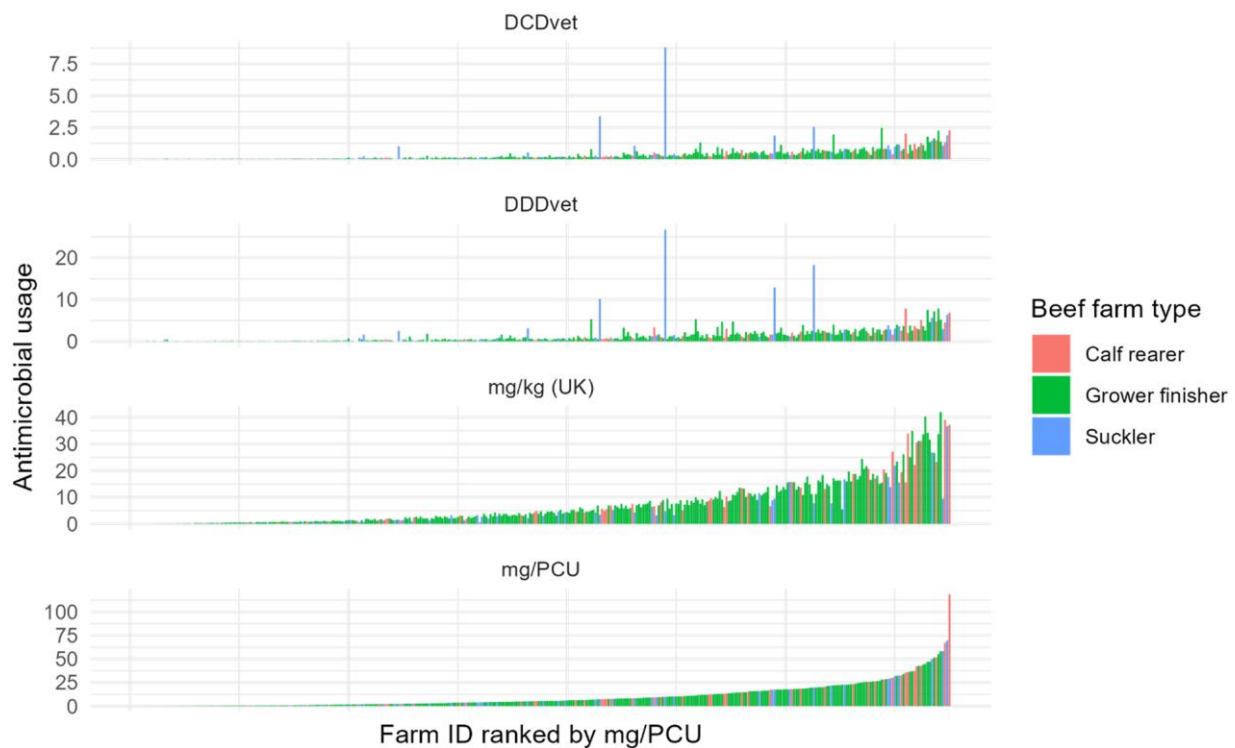 DCDvet
7.5
5.0
2.5
0.0
DDDvet
20
10
0
mg/kg (UK)
40
30
20
10
0
mg/PCU
100
75
50
25
0
Antimicrobial usage
Farm ID ranked by mg/PCU
Beef farm type
Calf rearer
Grower finisher
Suckler